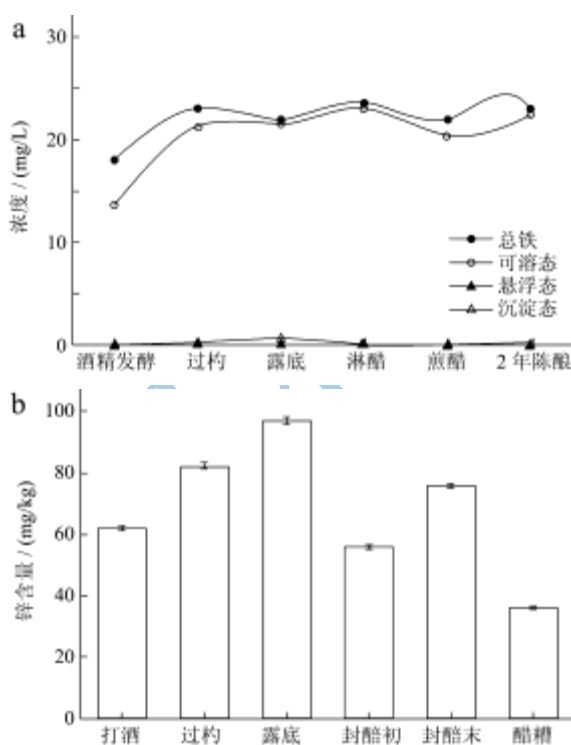 a
30
20
10
0
浓度 / (mg/L)
总铁
可溶态
悬浮态
沉淀态
酒精发酵 过杓 露底 淋醋 煎醋 2 年陈酿
b
100
80
60
40
20
0
锌含量 / (mg/kg)
打酒 过杓 露底 封醅初 封醅末 醋糟